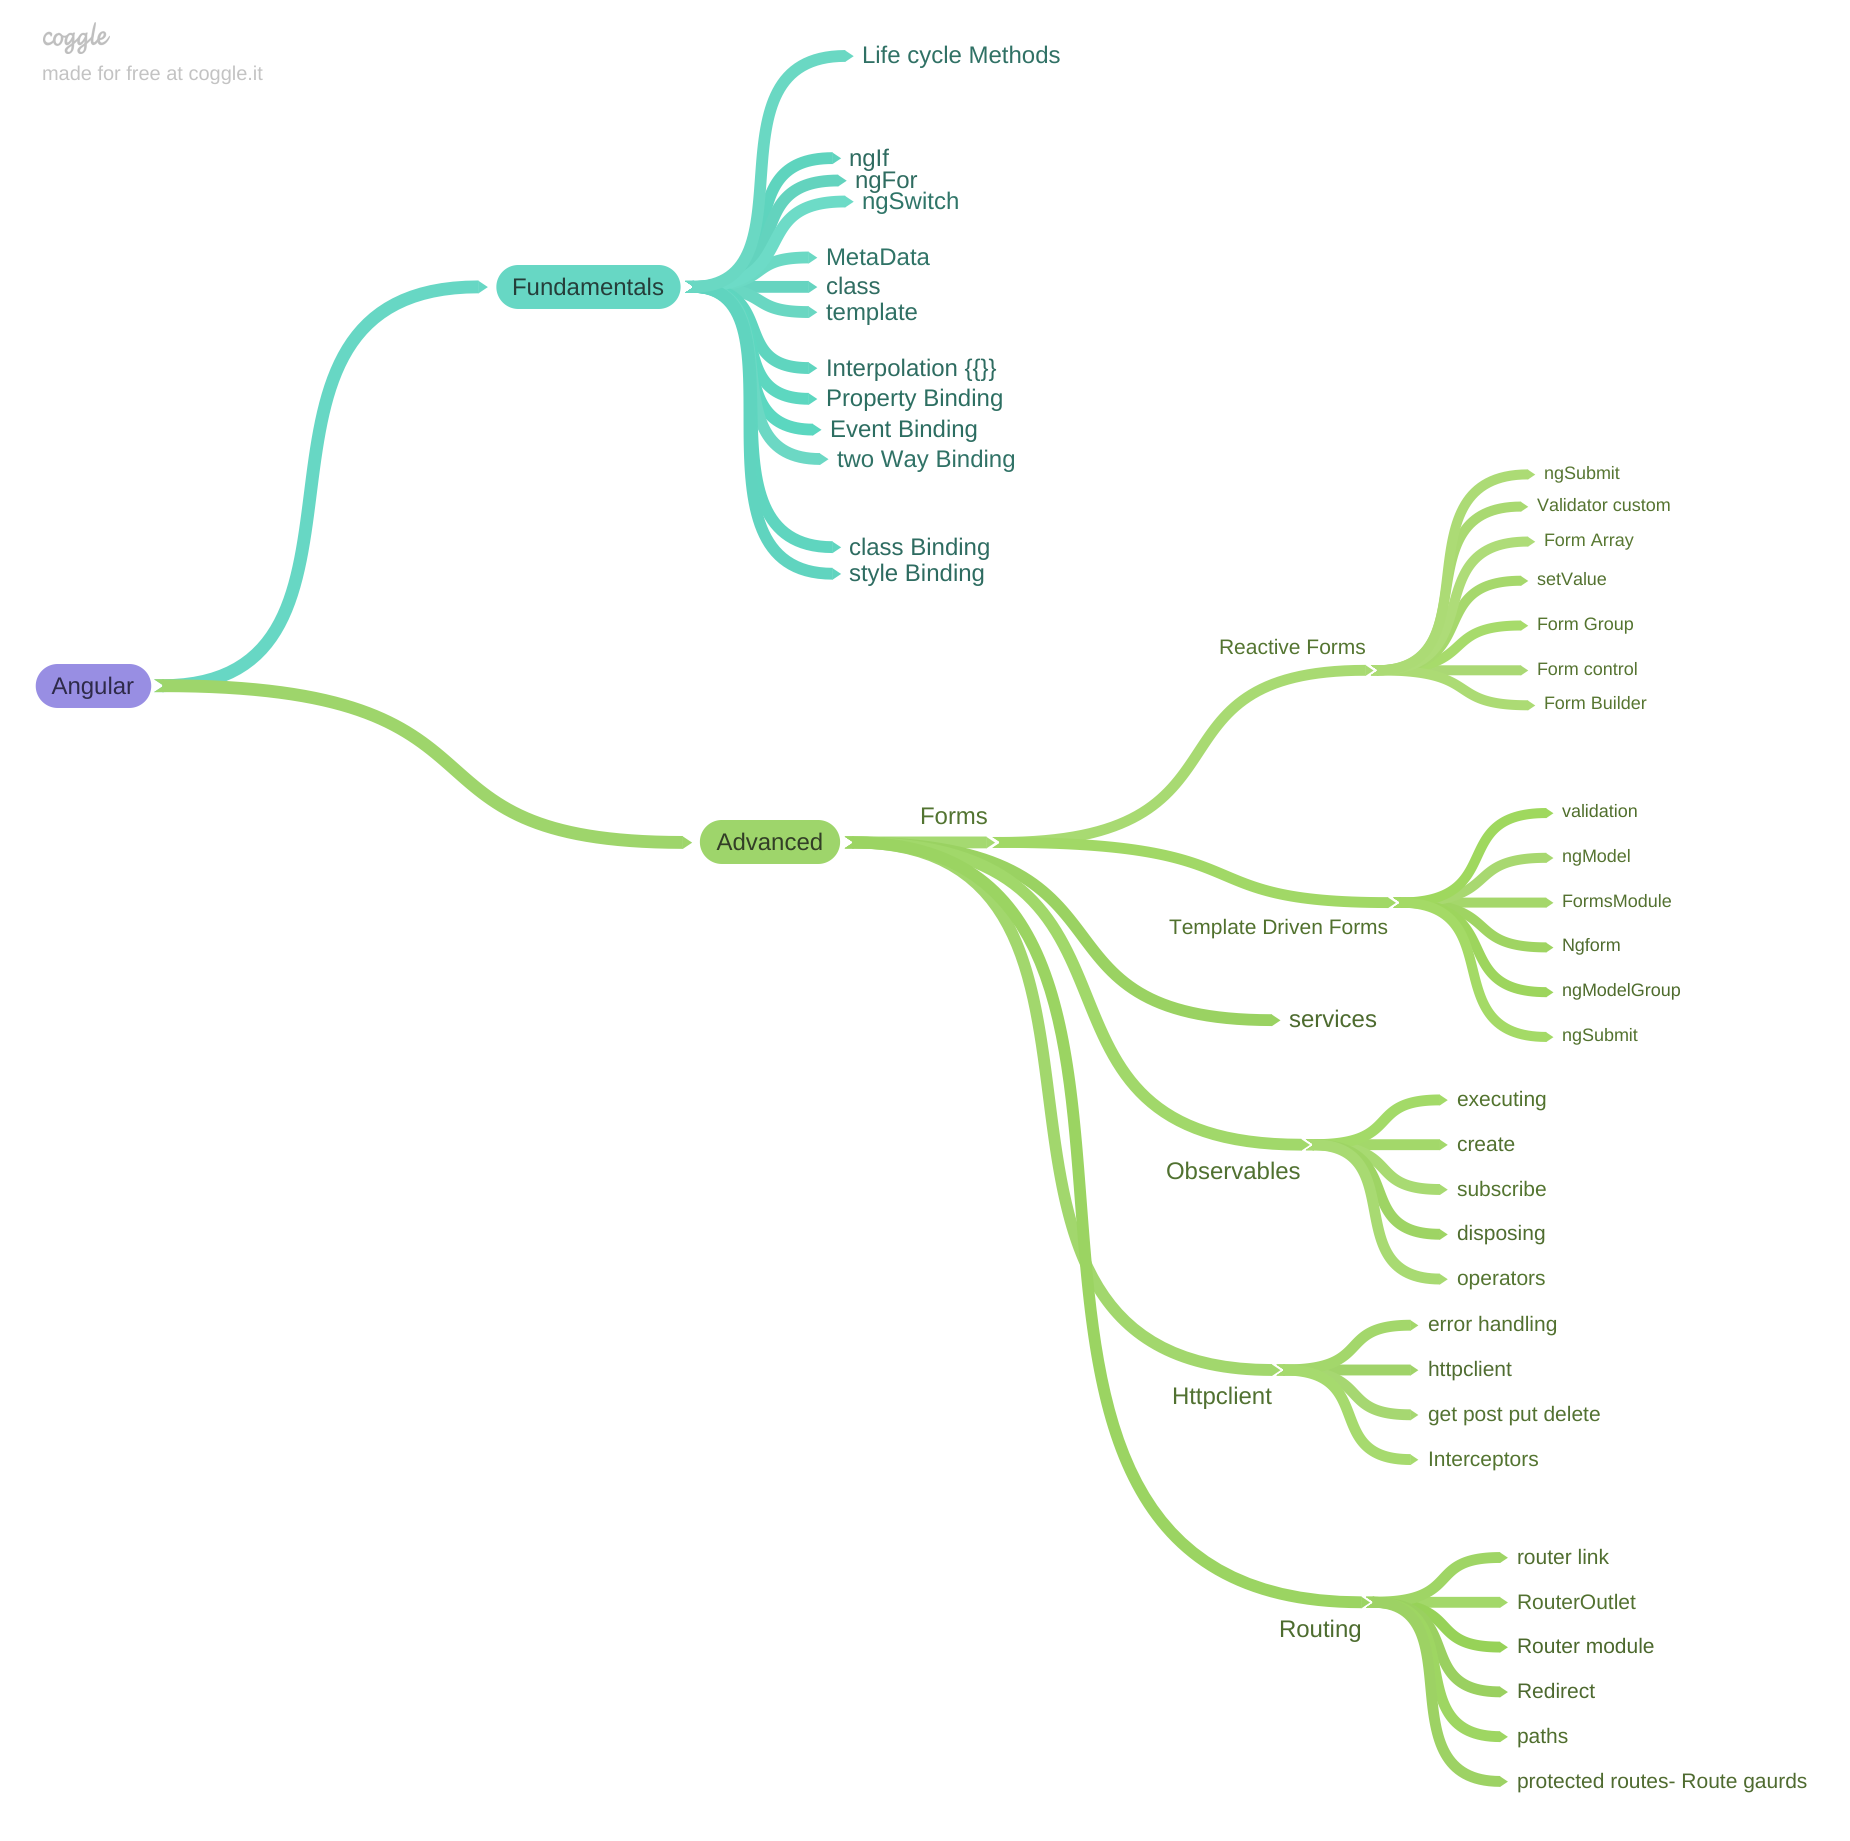 coggle
made for free at coggle.it
Angular
Fundamentals
Life cycle Methods
ngIf
ngFor
ngSwitch
MetaData
class
template
Interpolation {{}}
Property Binding
Event Binding
two Way Binding
class Binding
style Binding
Advanced
Forms
Reactive Forms
ngSubmit
Validator custom
Form Array
setValue
Form Group
Form control
Form Builder
Template Driven Forms
validation
ngModel
FormsModule
Ngform
ngModelGroup
ngSubmit
services
Observables
executing
create
subscribe
disposing
operators
Httpclient
error handling
httpclient
get post put delete
Interceptors
Routing
router link
RouterOutlet
Router module
Redirect
paths
protected routes- Route gaurds